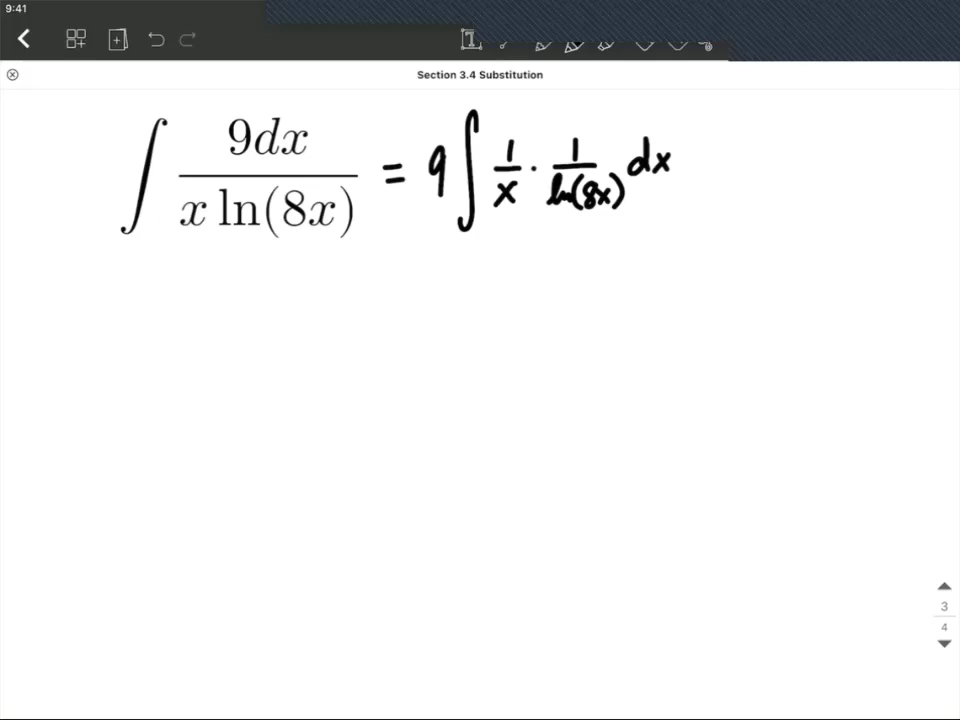 9:41
Section 3.4 Substitution
∫ 9dx / (x ln(8x)) = 9 ∫ 1/x · 1/ln(8x) dx
3
4